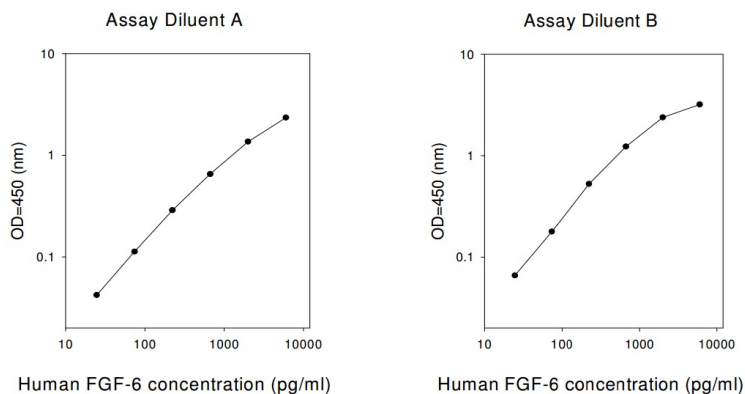 Assay Diluent A
10
1
0.1
OD=450 (nm)
10 100 1000 10000
Human FGF-6 concentration (pg/ml)
Assay Diluent B
10
1
0.1
OD=450 (nm)
10 100 1000 10000
Human FGF-6 concentration (pg/ml)